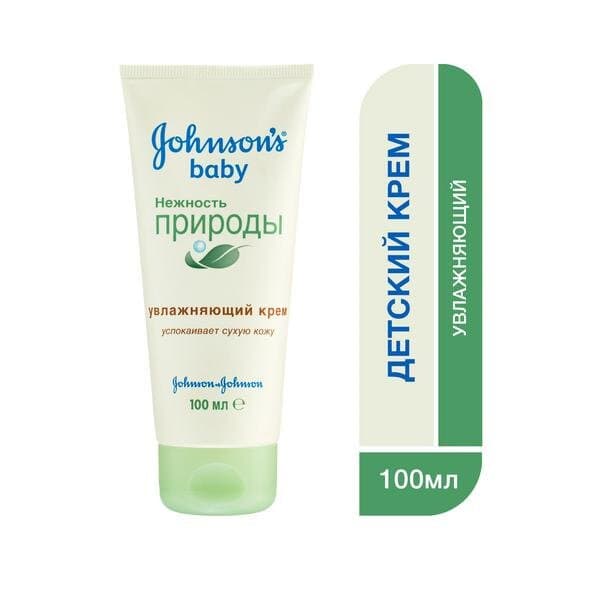 Johnson's®
baby
Нежность
природы
увлажняющий крем
успокаивает сухую кожу
Johnson & Johnson
100 мл ℮
ДЕТСКИЙ КРЕМ
УВЛАЖНЯЮЩИЙ
100мл